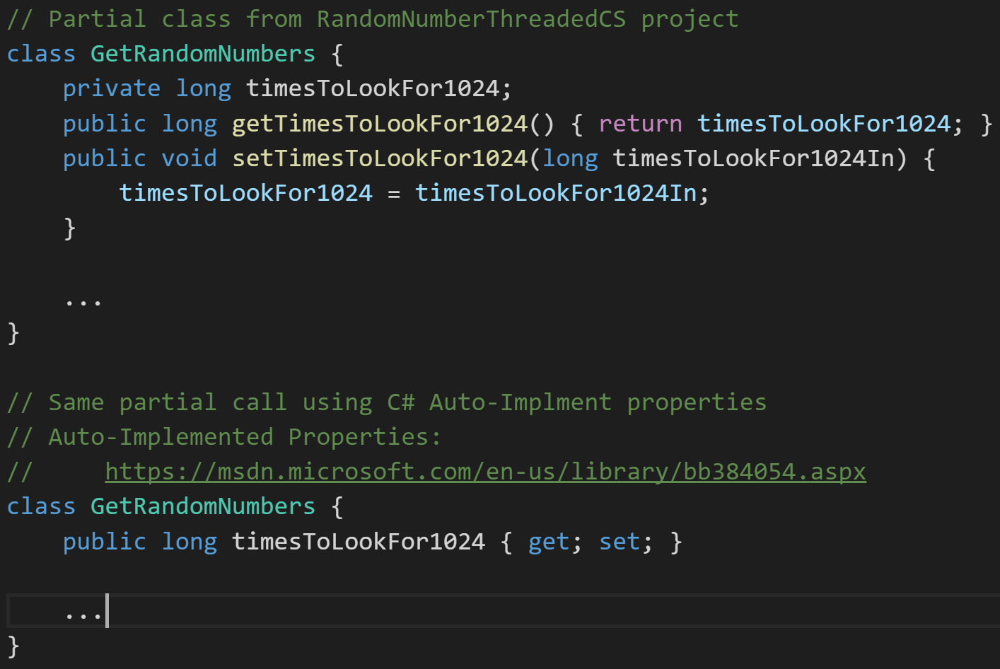 // Partial class from RandomNumberThreadedCS project
class GetRandomNumbers {
    private long timesToLookFor1024;
    public long getTimesToLookFor1024() { return timesToLookFor1024; }
    public void setTimesToLookFor1024(long timesToLookFor1024In) {
        timesToLookFor1024 = timesToLookFor1024In;
    }

    ...
}

// Same partial call using C# Auto-Implment properties
// Auto-Implemented Properties:
//     https://msdn.microsoft.com/en-us/library/bb384054.aspx
class GetRandomNumbers {
    public long timesToLookFor1024 { get; set; }

    ...
}